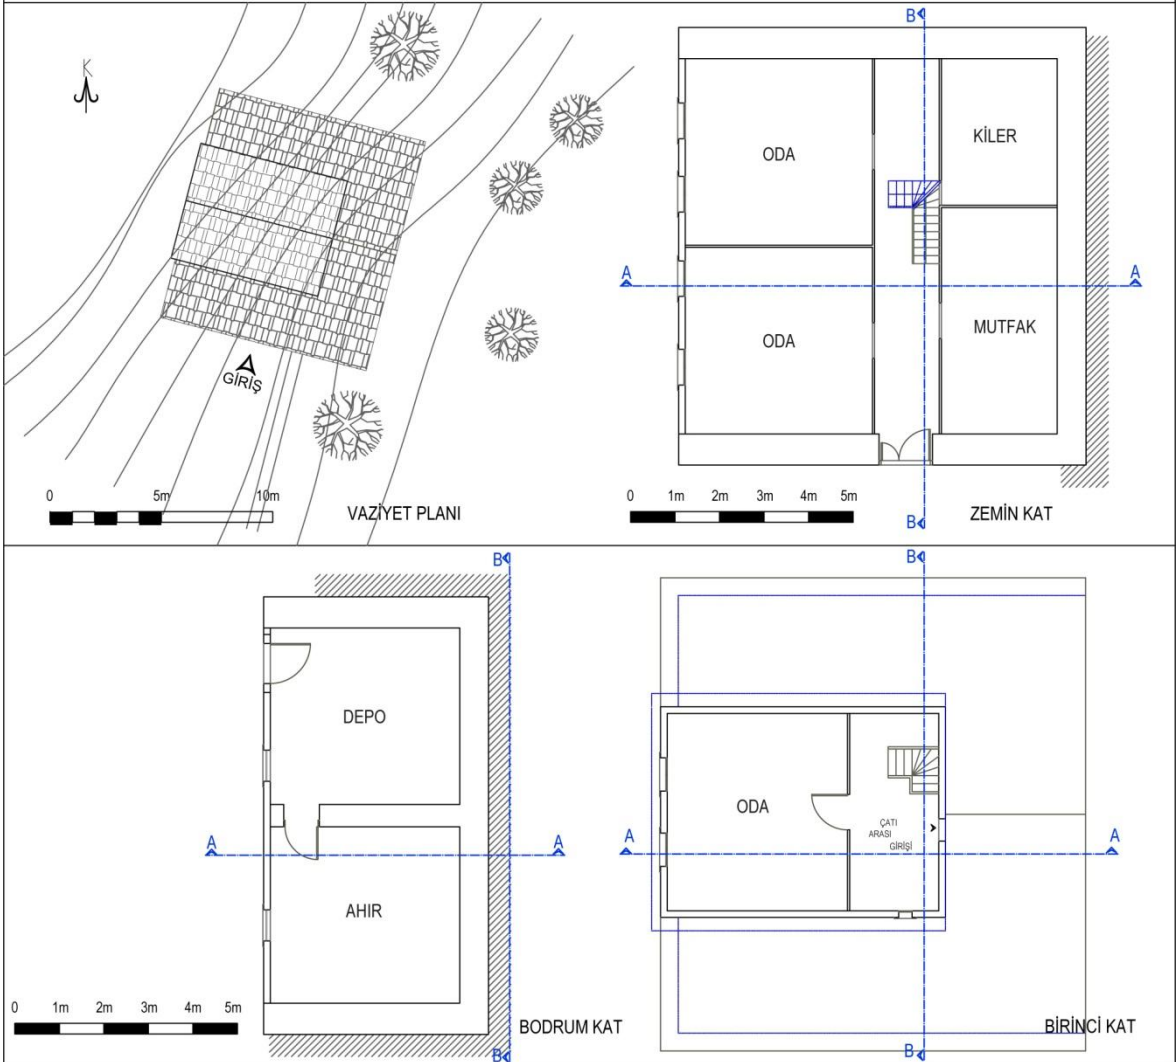 K
GİRİŞ
0 5m 10m
VAZİYET PLANI
B
ODA
KİLER
A A
ODA
MUTFAK
B
0 1m 2m 3m 4m 5m
ZEMİN KAT
B
DEPO
A A
AHIR
0 1m 2m 3m 4m 5m
BODRUM KAT
B
B
ODA
ÇATI
ARASI
GİRİŞİ
A A
BİRİNCİ KAT
B